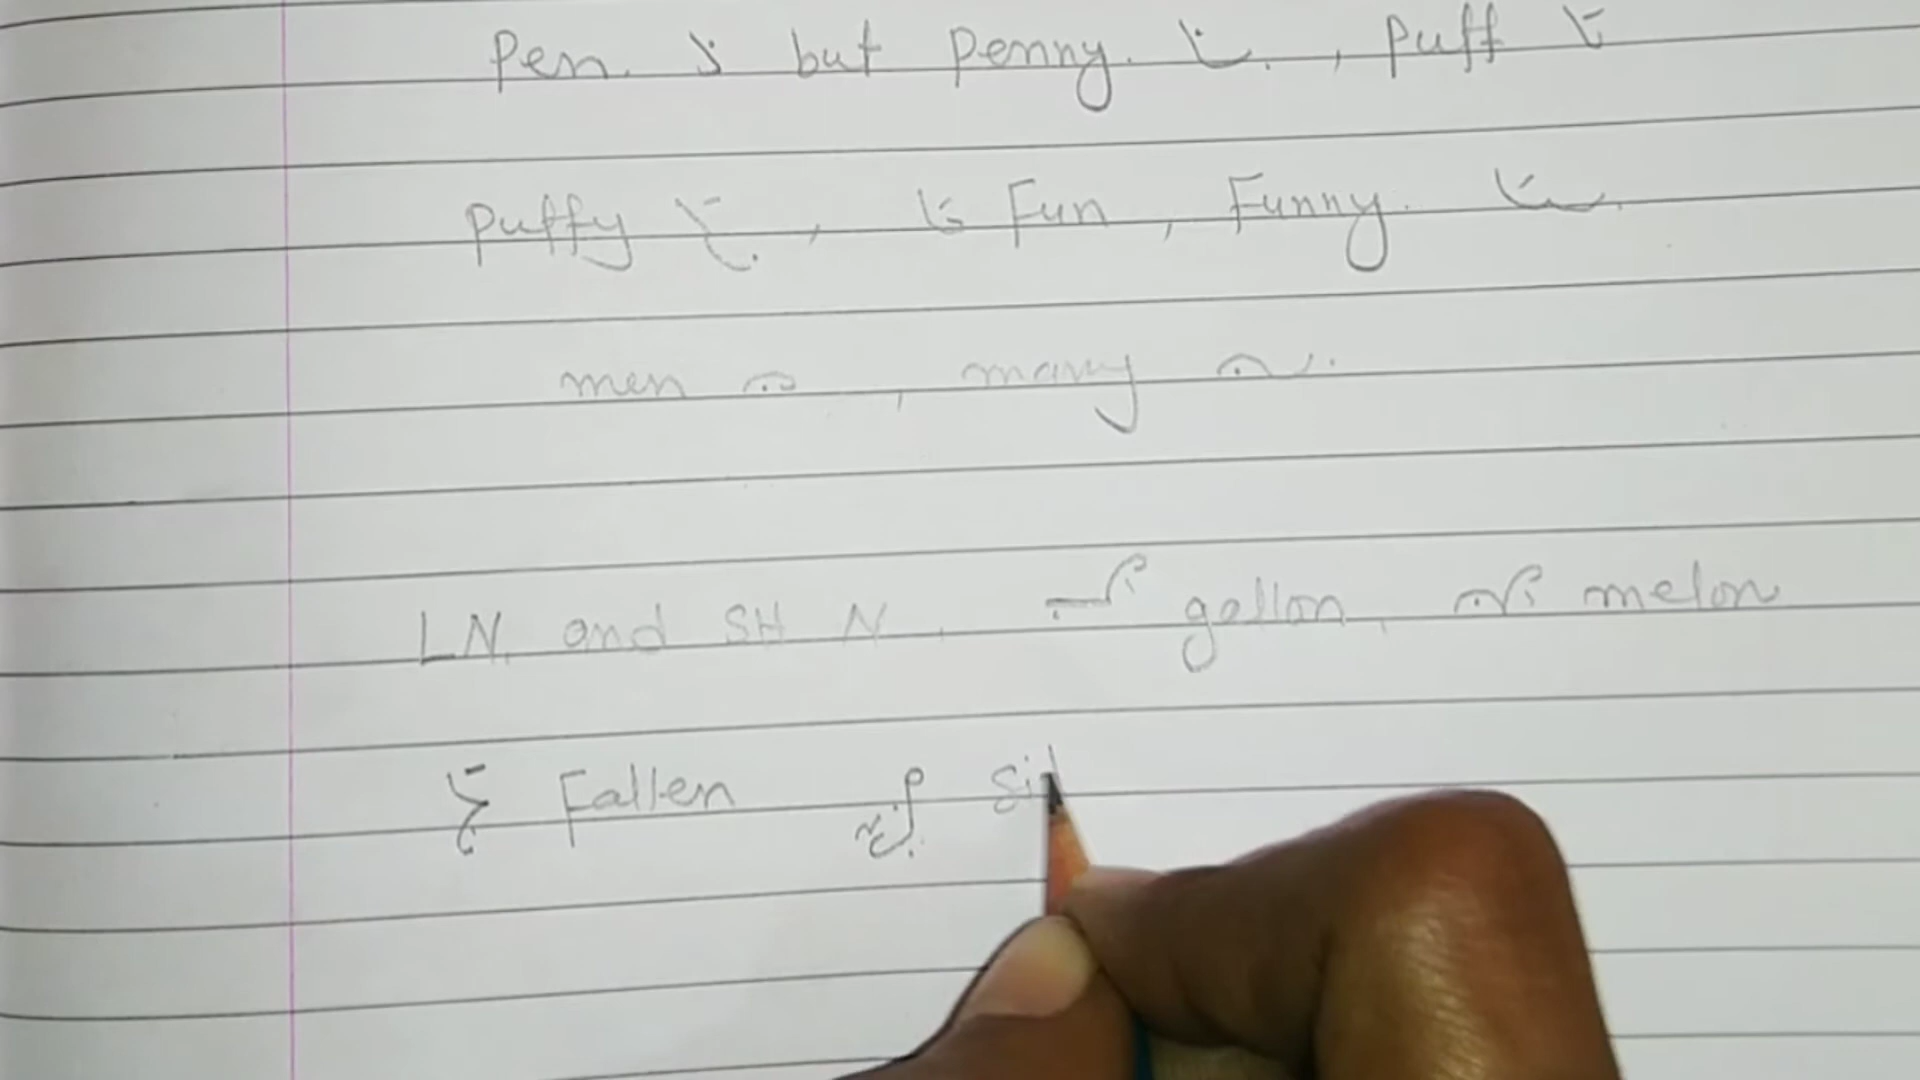 Pen. but Penny. , Puff
Puffy , Fun , Funny.
men , many
LN. and SH N. gallon, melon
Fallen